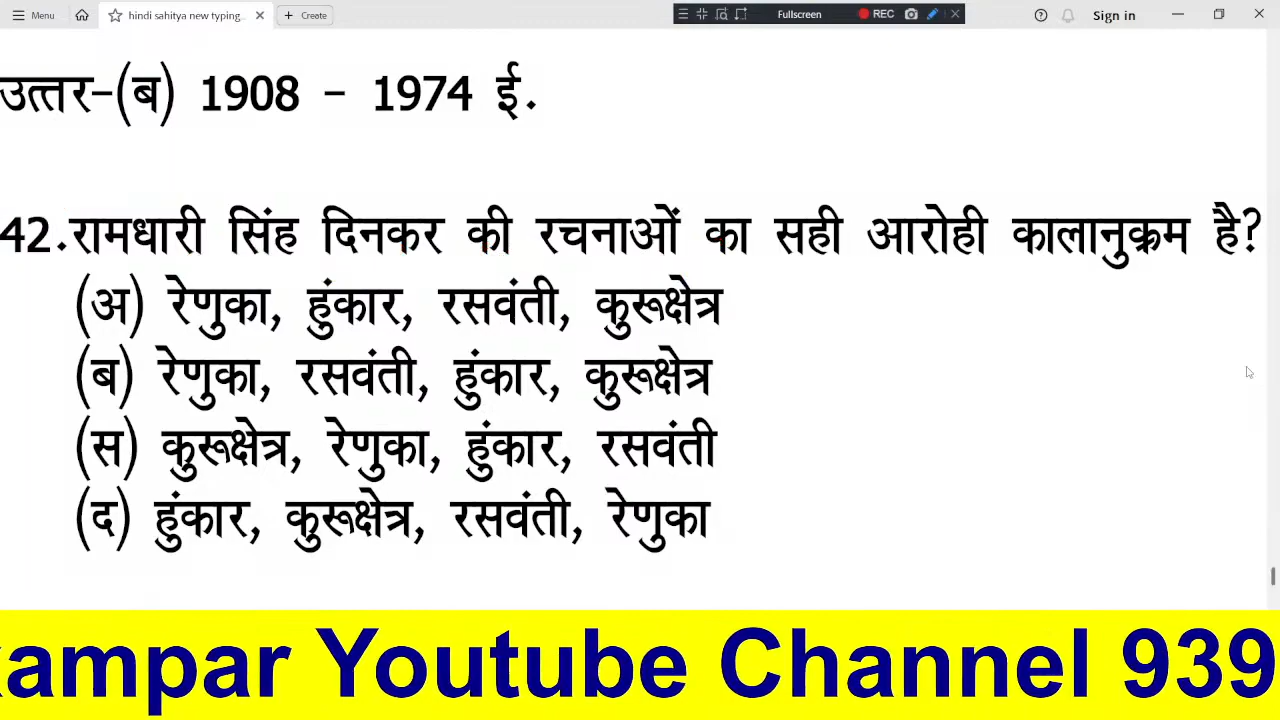 Menu
hindi sahitya new typing...
+ Create
Fullscreen
REC
Sign in
उत्तर-(ब) 1908 - 1974 ई.
42.रामधारी सिंह दिनकर की रचनाओं का सही आरोही कालानुक्रम है?
(अ) रेणुका, हुंकार, रसवंती, कुरूक्षेत्र
(ब) रेणुका, रसवंती, हुंकार, कुरूक्षेत्र
(स) कुरूक्षेत्र, रेणुका, हुंकार, रसवंती
(द) हुंकार, कुरूक्षेत्र, रसवंती, रेणुका
kampar Youtube Channel 939